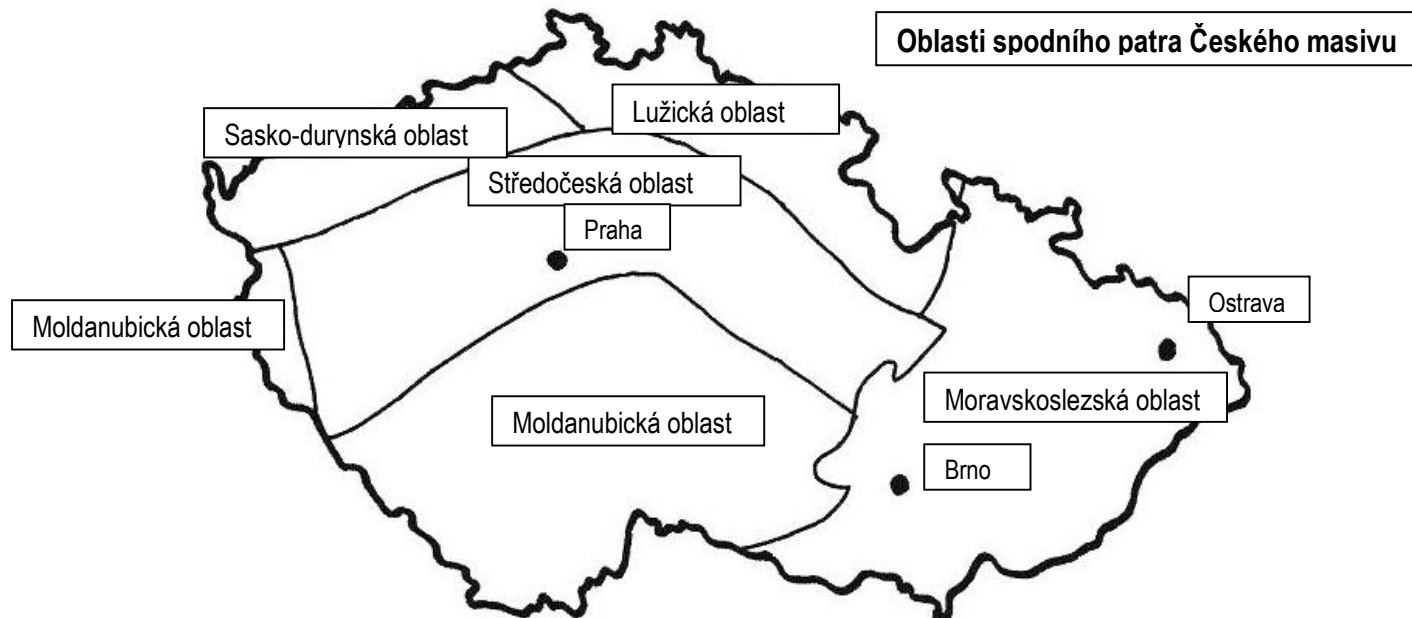 Oblasti spodního patra Českého masivu
Lužická oblast
Sasko-durynská oblast
Středočeská oblast
Praha
Ostrava
Moldanubická oblast
Moravskoslezská oblast
Moldanubická oblast
Brno